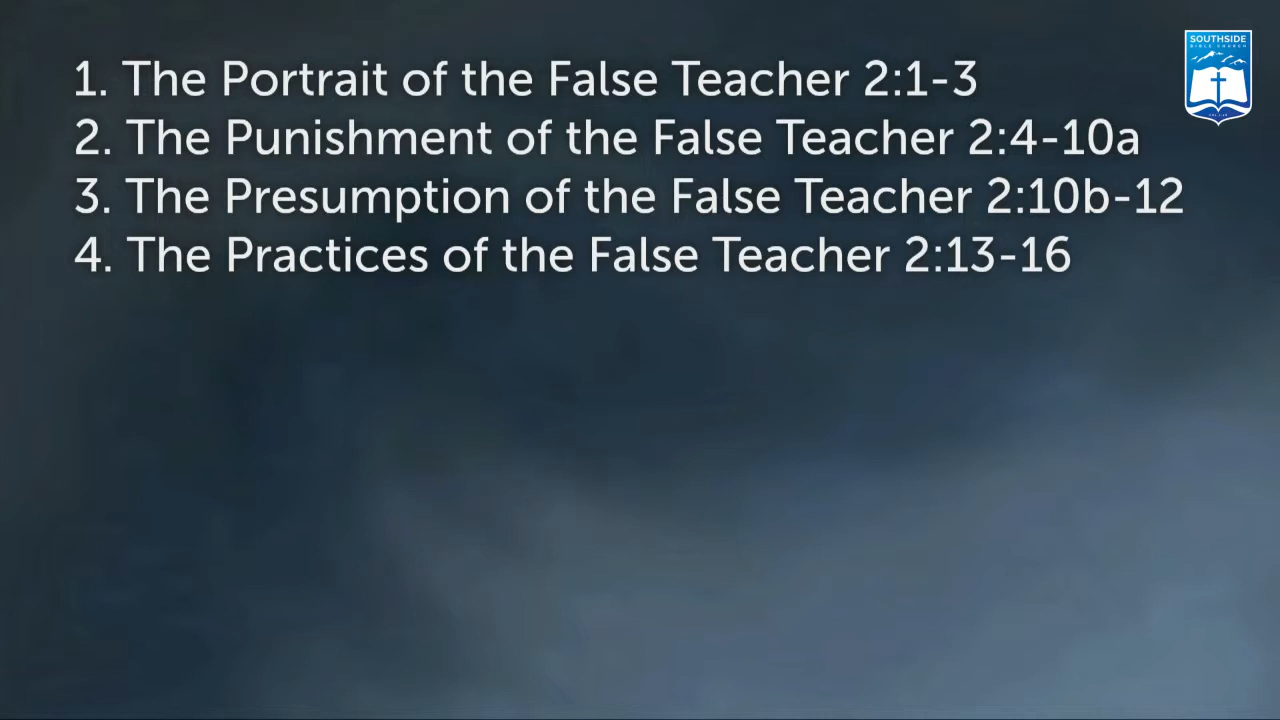 1. The Portrait of the False Teacher 2:1-3
2. The Punishment of the False Teacher 2:4-10a
3. The Presumption of the False Teacher 2:10b-12
4. The Practices of the False Teacher 2:13-16
SOUTHSIDE
BIBLE CHURCH